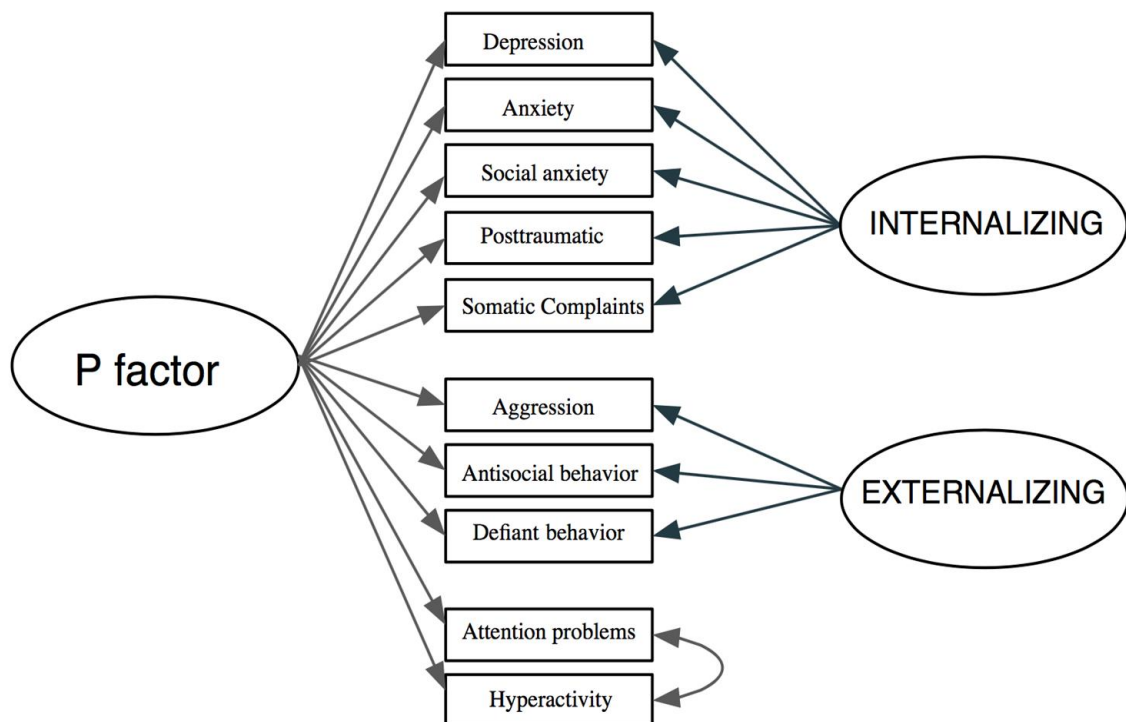 Depression
Anxiety
Social anxiety
INTERNALIZING
Posttraumatic
Somatic Complaints
P factor
Aggression
Antisocial behavior
EXTERNALIZING
Defiant behavior
Attention problems
Hyperactivity